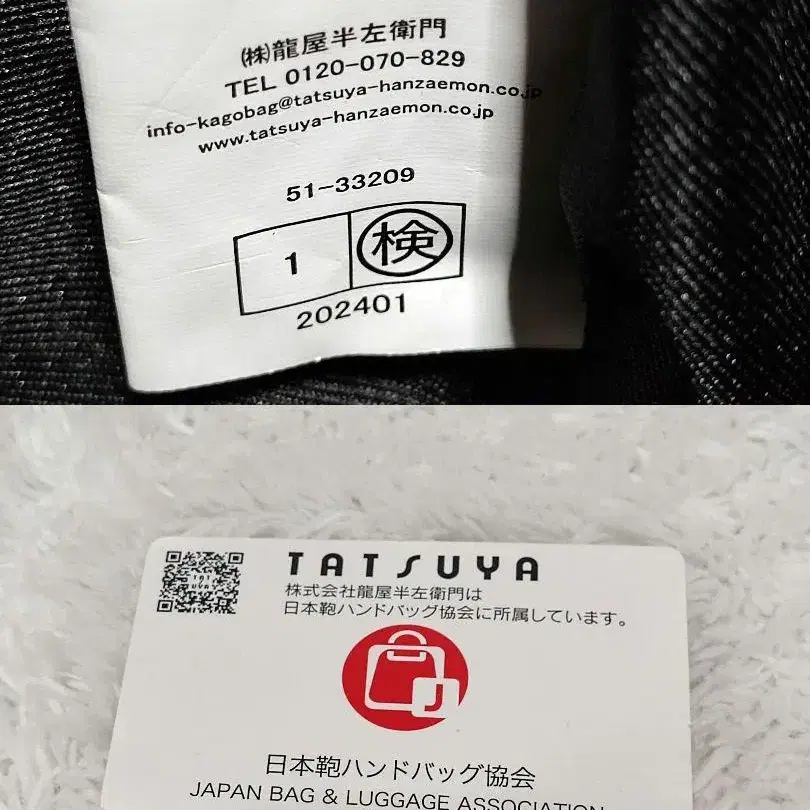 (株)龍屋半左衛門
TEL 0120-070-829
info-kagobag@tatsuya-hanzaemon.co.jp
www.tatsuya-hanzaemon.co.jp
51-33209
1 検
202401
TATSUYA
株式会社龍屋半左衛門は
日本鞄ハンドバッグ協会に所属しています。
日本鞄ハンドバッグ協会
JAPAN BAG & LUGGAGE ASSOCIATION